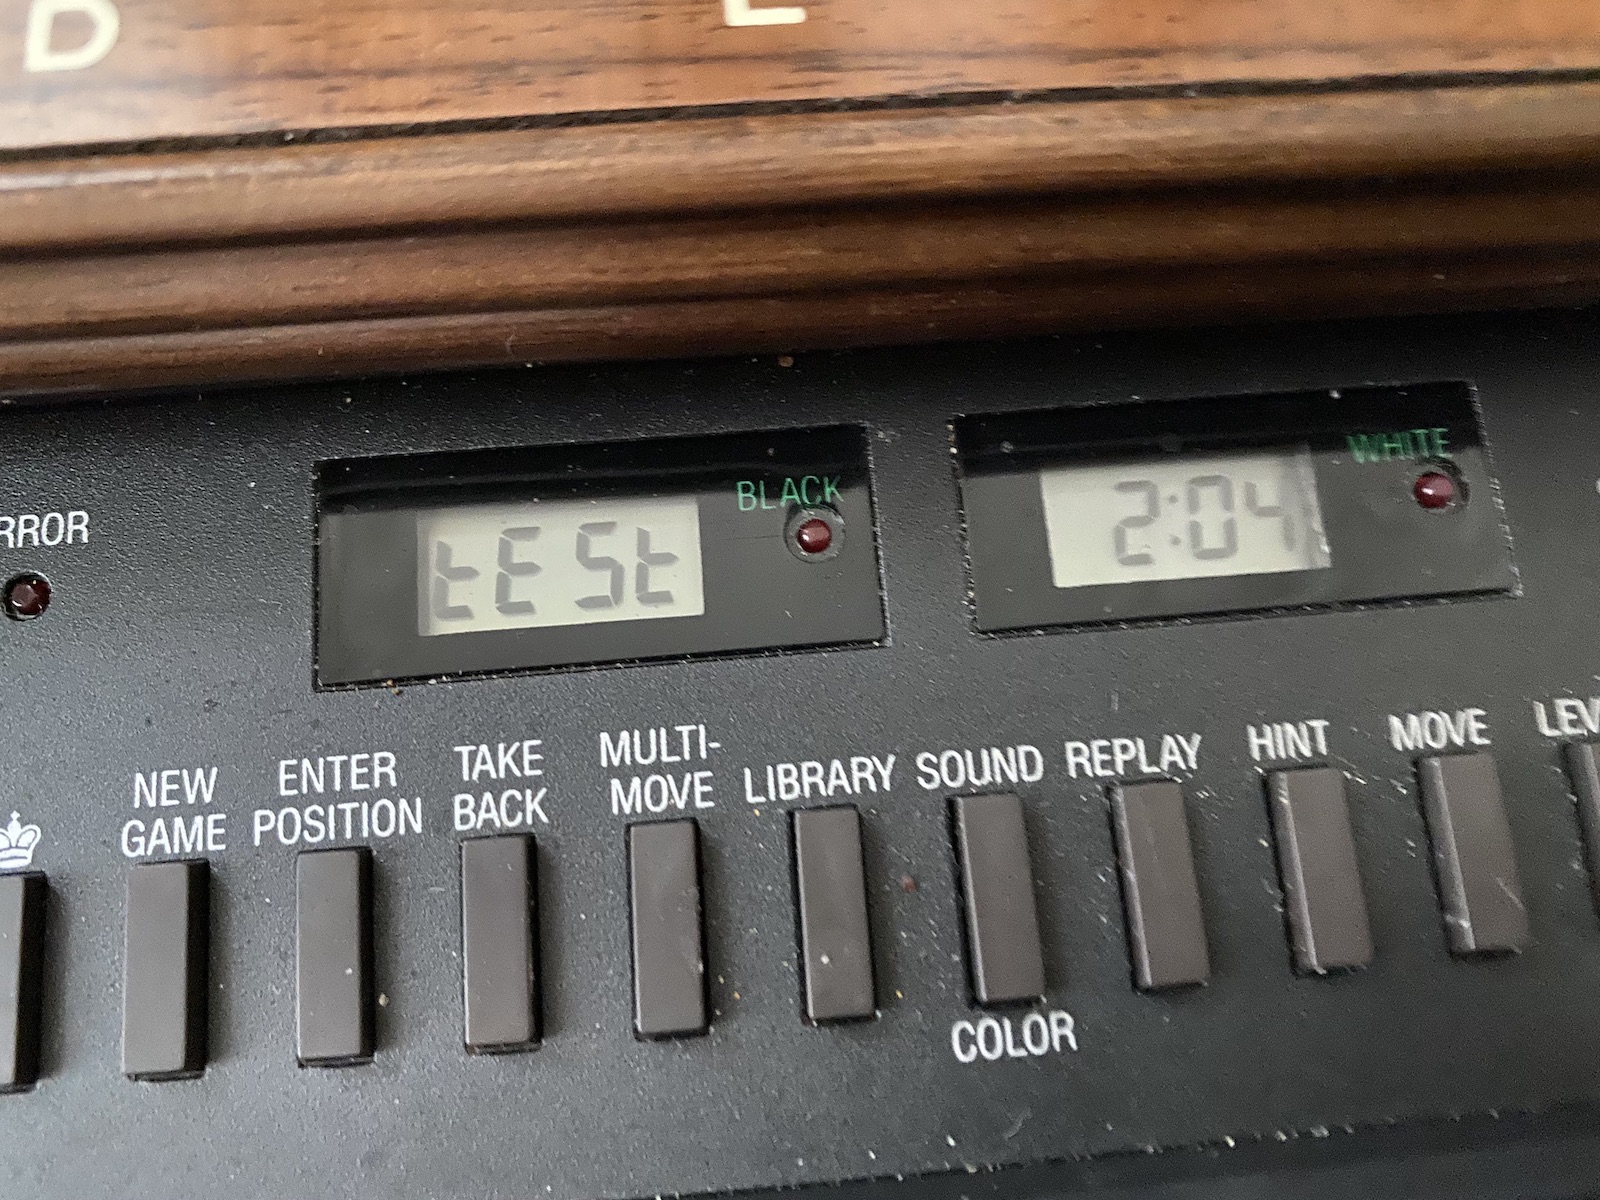 D E
RROR
tESt
BLACK
2:04
WHITE
NEW GAME
ENTER POSITION
TAKE BACK
MULTI-MOVE
LIBRARY
SOUND
REPLAY
HINT
MOVE
LEV
COLOR